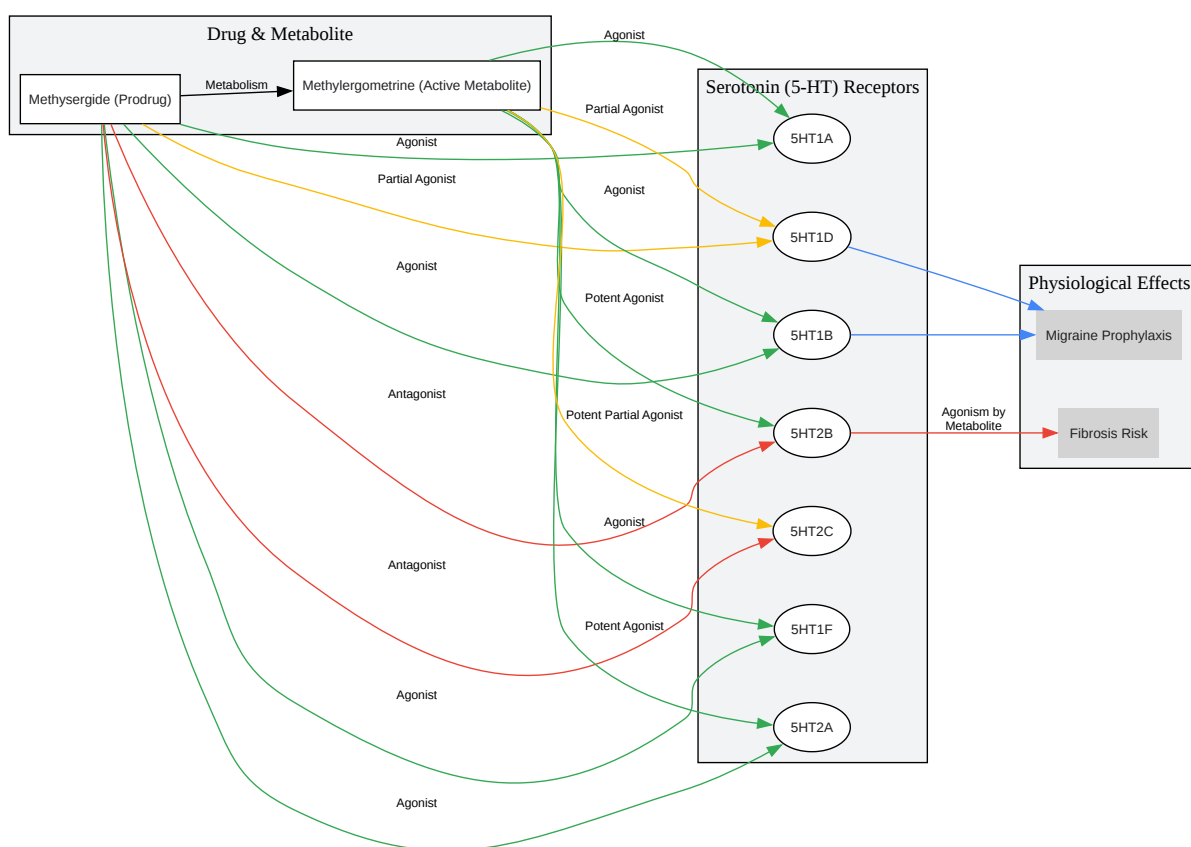 Drug & Metabolite
Methysergide (Prodrug)
Metabolism
Methylergometrine (Active Metabolite)
Agonist
Partial Agonist
Agonist
Partial Agonist
Agonist
Agonist
Potent Agonist
Antagonist
Potent Partial Agonist
Agonist
Antagonist
Potent Agonist
Agonist
Agonist
Serotonin (5-HT) Receptors
5HT1A
5HT1D
5HT1B
5HT2B
5HT2C
5HT1F
5HT2A
Agonism by
Metabolite
Physiological Effects
Migraine Prophylaxis
Fibrosis Risk